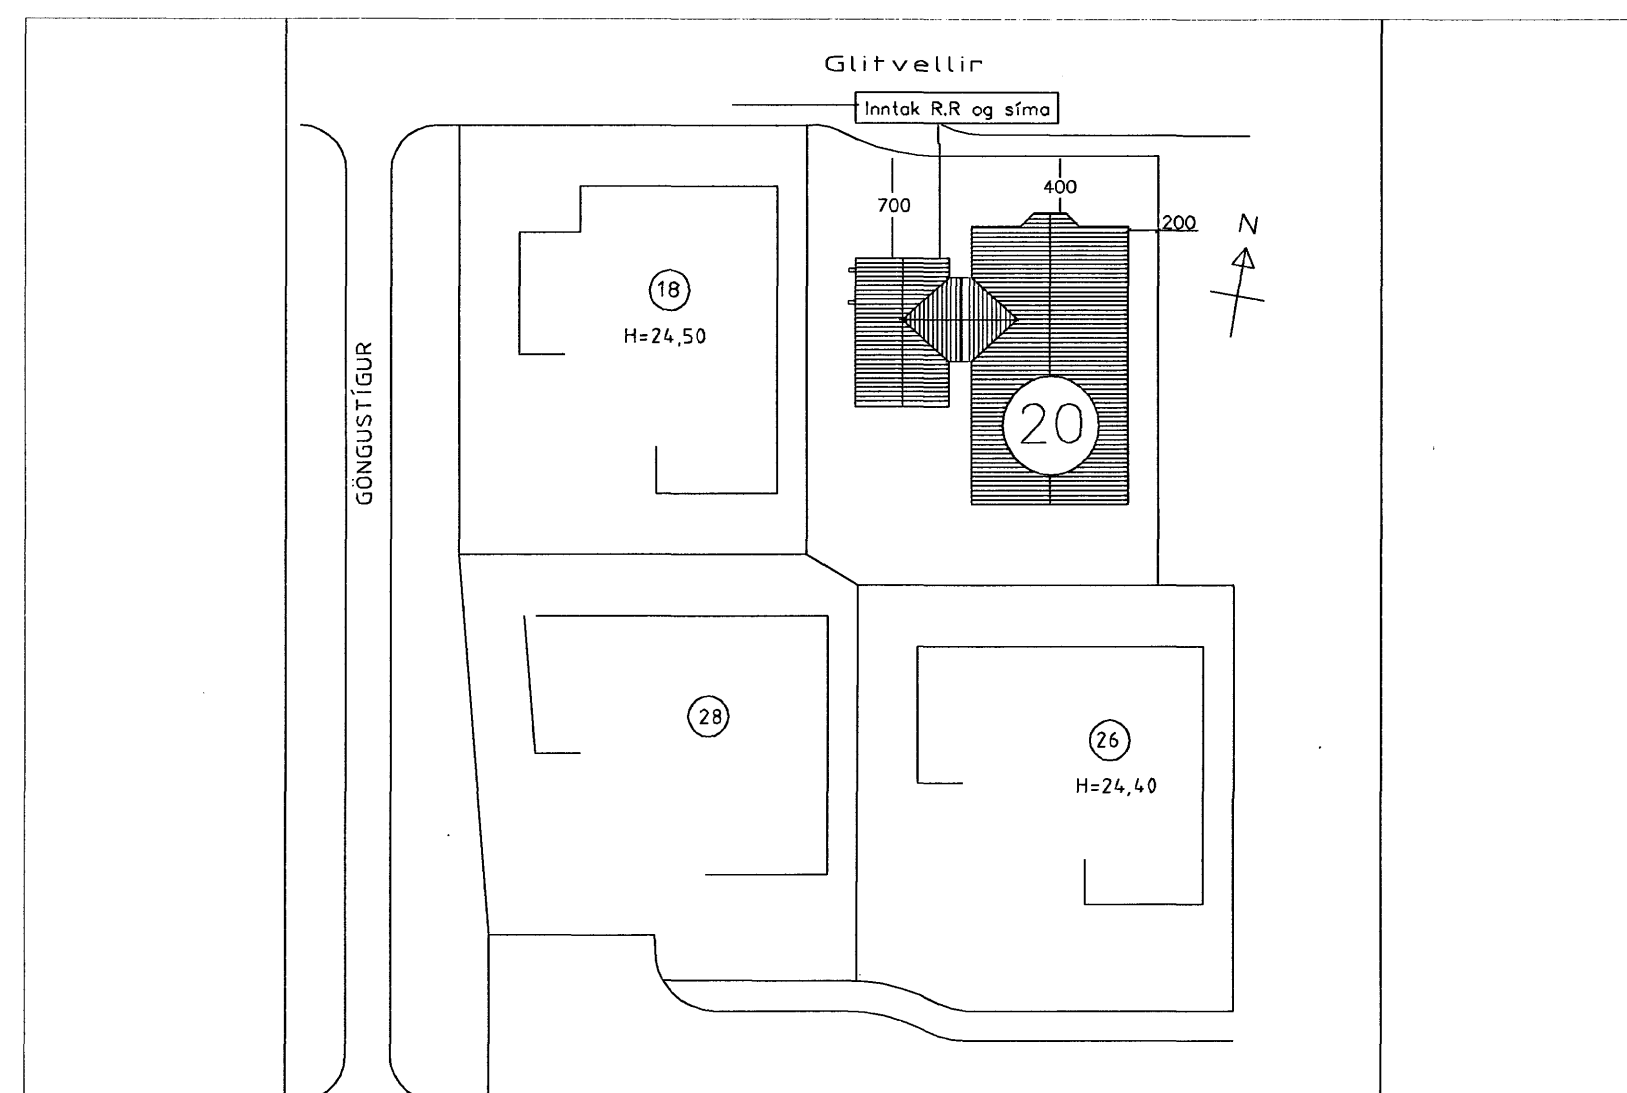 Glitvellir
Inntak R.R og síma
400
700
200
N
18
H=24,50
GÖNGUSTÍGUR
20
28
26
H=24,40